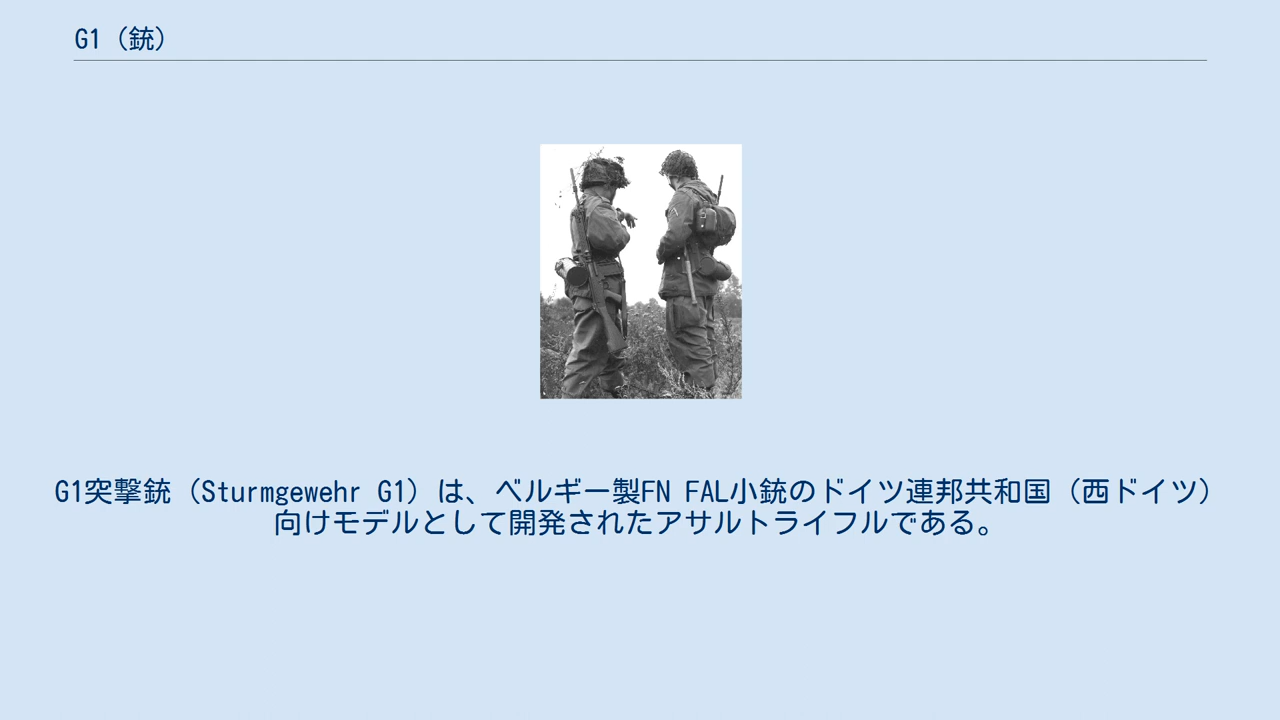 G1（銃）
G1突撃銃（Sturmgewehr G1）は、ベルギー製FN FAL小銃のドイツ連邦共和国（西ドイツ）
向けモデルとして開発されたアサルトライフルである。